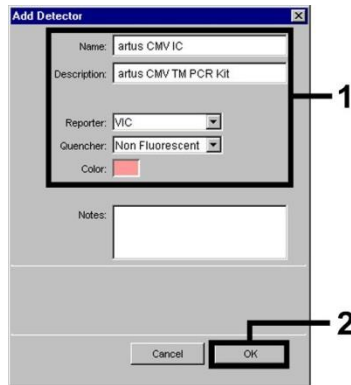 Add Detector
Name: artus CMV IC
Description: artus CMV TM PCR Kit
1
Reporter: VIC
Quencher: Non Fluorescent
Color:
Notes:
2
Cancel OK